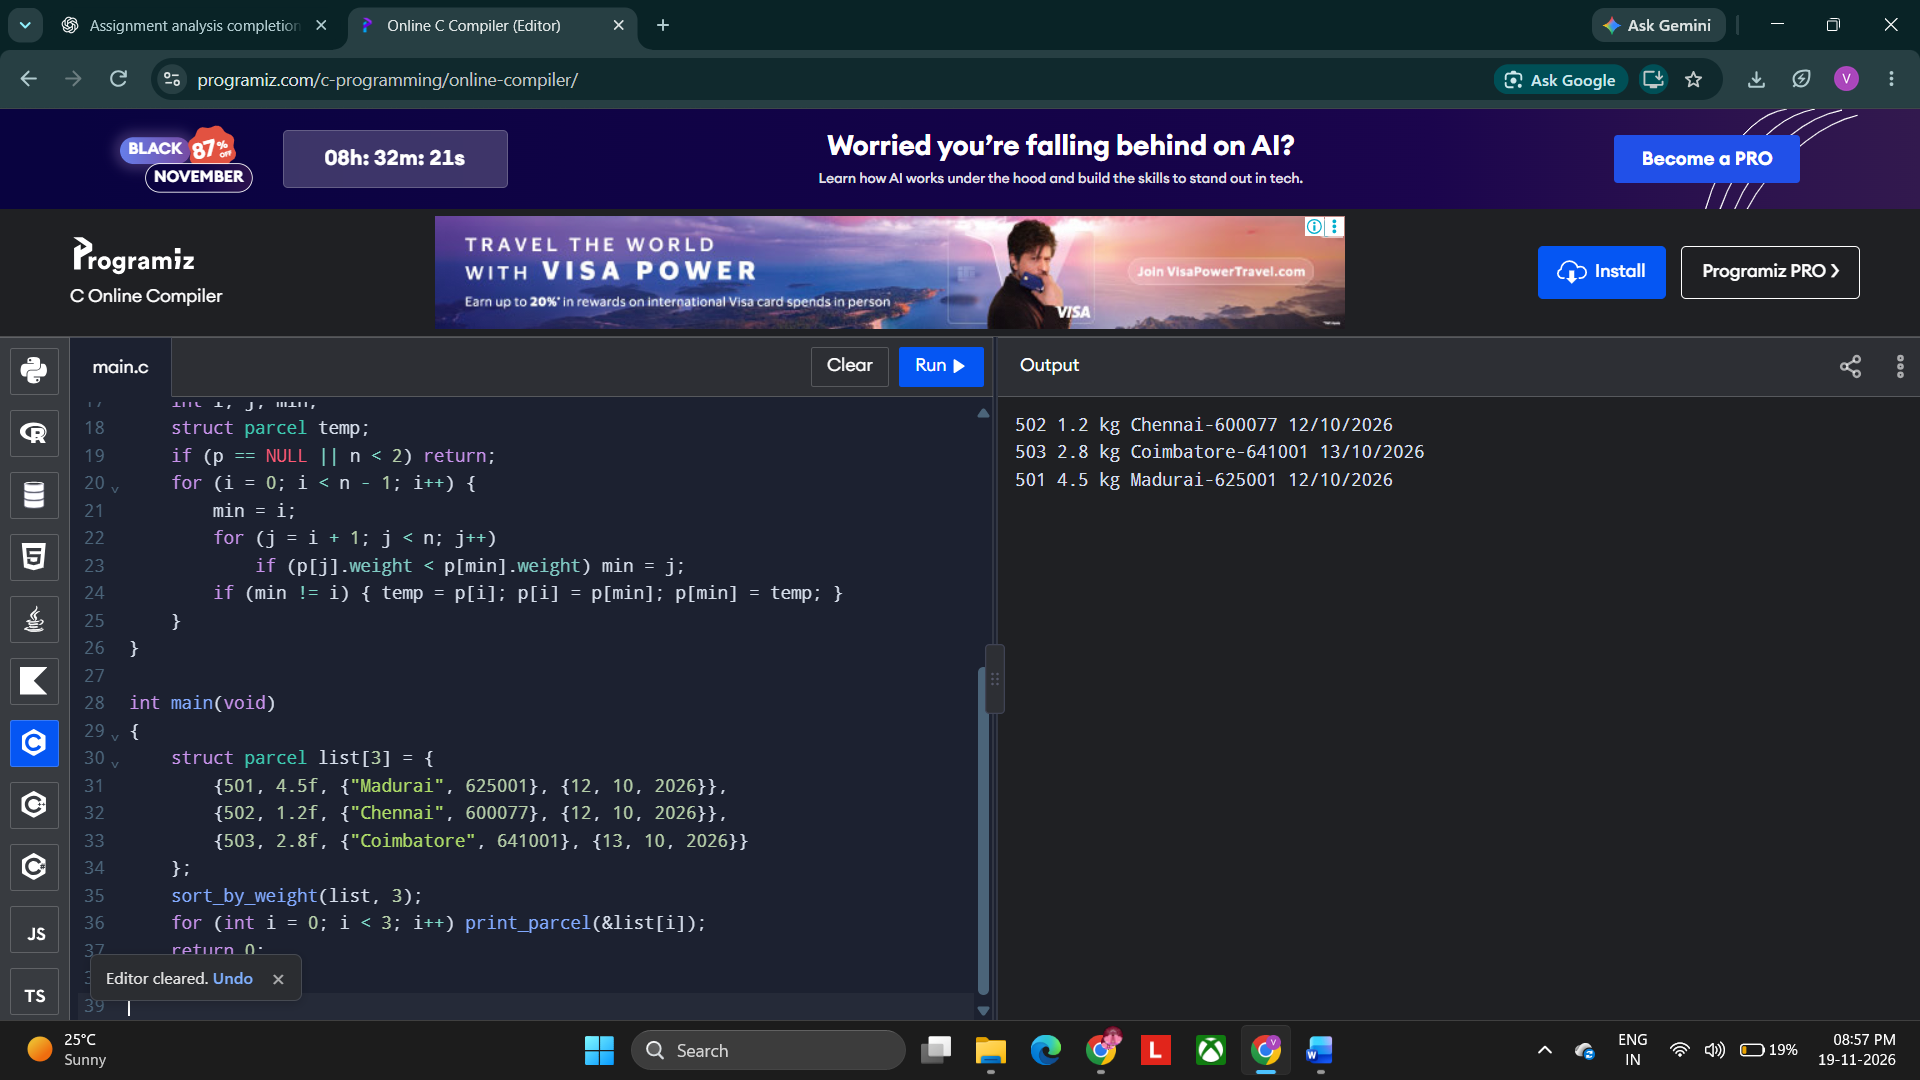 Assignment analysis completion
Online C Compiler (Editor)
Ask Gemini
programiz.com/c-programming/online-compiler/
Ask Google
V
BLACK 87% OFF
NOVEMBER
08h: 32m: 21s
Worried you’re falling behind on AI?
Learn how AI works under the hood and build the skills to stand out in tech.
Become a PRO
Programiz
C Online Compiler
TRAVEL THE WORLD
WITH VISA POWER
Earn up to 20%* in rewards on international Visa card spends in person
Join VisaPowerTravel.com
VISA
Install
Programiz PRO
main.c
Clear
Run
Output
17 int i, j, min;
18 struct parcel temp;
19 if (p == NULL || n < 2) return;
20 for (i = 0; i < n - 1; i++) {
21 min = i;
22 for (j = i + 1; j < n; j++)
23 if (p[j].weight < p[min].weight) min = j;
24 if (min != i) { temp = p[i]; p[i] = p[min]; p[min] = temp; }
25 }
26 }
27
28 int main(void)
29 {
30 struct parcel list[3] = {
31 {501, 4.5f, {"Madurai", 625001}, {12, 10, 2026}},
32 {502, 1.2f, {"Chennai", 600077}, {12, 10, 2026}},
33 {503, 2.8f, {"Coimbatore", 641001}, {13, 10, 2026}}
34 };
35 sort_by_weight(list, 3);
36 for (int i = 0; i < 3; i++) print_parcel(&list[i]);
37 return 0;
39
502 1.2 kg Chennai-600077 12/10/2026
503 2.8 kg Coimbatore-641001 13/10/2026
501 4.5 kg Madurai-625001 12/10/2026
Editor cleared. Undo
JS
TS
25°C
Sunny
Search
L
W
ENG
IN
19%
08:57 PM
19-11-2026